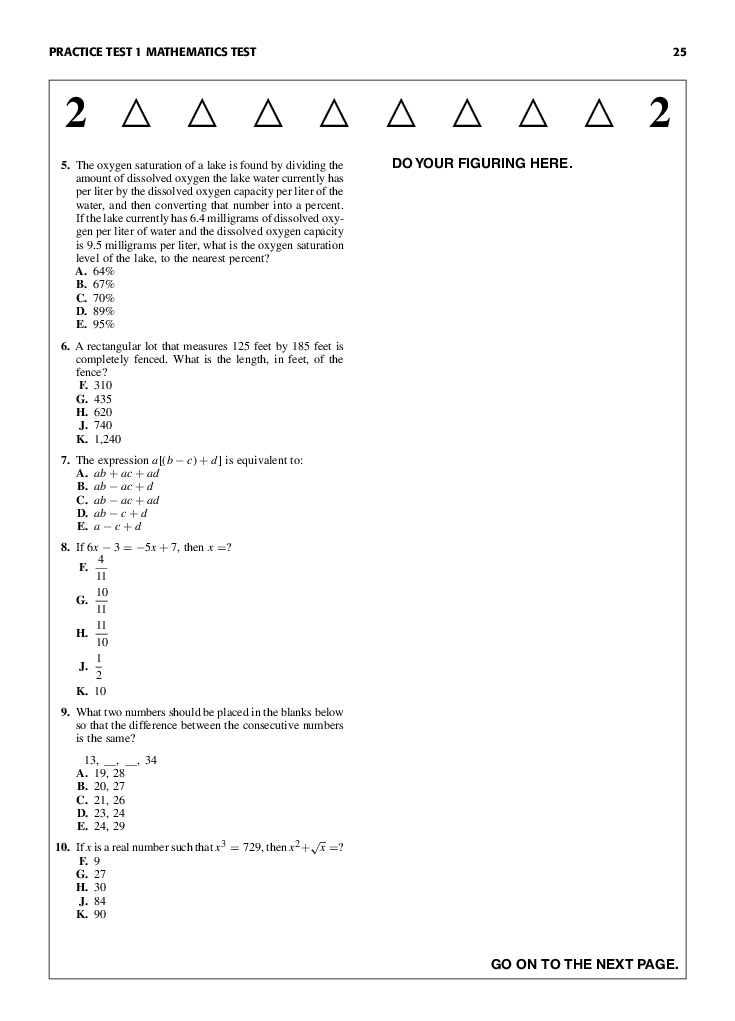 PRACTICE TEST 1 MATHEMATICS TEST 25
2 △ △ △ △ △ △ △ △ 2
5. The oxygen saturation of a lake is found by dividing the
amount of dissolved oxygen the lake water currently has
per liter by the dissolved oxygen capacity per liter of the
water, and then converting that number into a percent.
If the lake currently has 6.4 milligrams of dissolved oxy-
gen per liter of water and the dissolved oxygen capacity
is 9.5 milligrams per liter, what is the oxygen saturation
level of the lake, to the nearest percent?
A. 64%
B. 67%
C. 70%
D. 89%
E. 95%
6. A rectangular lot that measures 125 feet by 185 feet is
completely fenced. What is the length, in feet, of the
fence?
F. 310
G. 435
H. 620
J. 740
K. 1,240
7. The expression a[(b − c) + d] is equivalent to:
A. ab + ac + ad
B. ab − ac + d
C. ab − ac + ad
D. ab − c + d
E. a − c + d
8. If 6x − 3 = −5x + 7, then x =?
F. 4/11
G. 10/11
H. 11/10
J. 1/2
K. 10
9. What two numbers should be placed in the blanks below
so that the difference between the consecutive numbers
is the same?
13, __, __, 34
A. 19, 28
B. 20, 27
C. 21, 26
D. 23, 24
E. 24, 29
10. If x is a real number such that x³ = 729, then x² + √x =?
F. 9
G. 27
H. 30
J. 84
K. 90
DO YOUR FIGURING HERE.
GO ON TO THE NEXT PAGE.